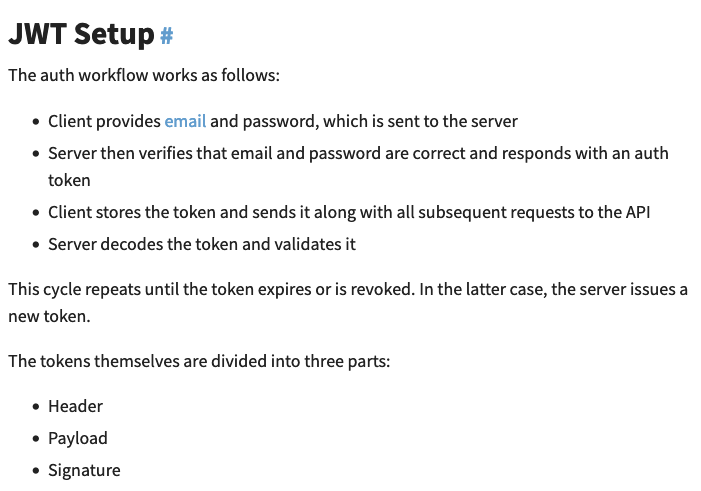 JWT Setup #
The auth workflow works as follows:
• Client provides email and password, which is sent to the server
• Server then verifies that email and password are correct and responds with an auth
token
• Client stores the token and sends it along with all subsequent requests to the API
• Server decodes the token and validates it
This cycle repeats until the token expires or is revoked. In the latter case, the server issues a
new token.
The tokens themselves are divided into three parts:
• Header
• Payload
• Signature